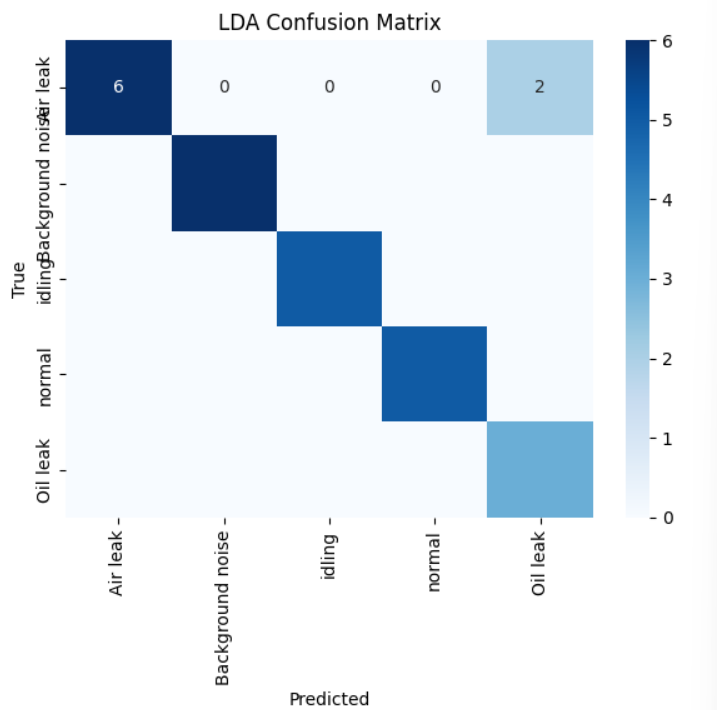 LDA Confusion Matrix
6 0 0 0 2
Air leak
Background noise
idling
normal
Oil leak
True
Air leak
Background noise
idling
normal
Oil leak
Predicted
6
5
4
3
2
1
0